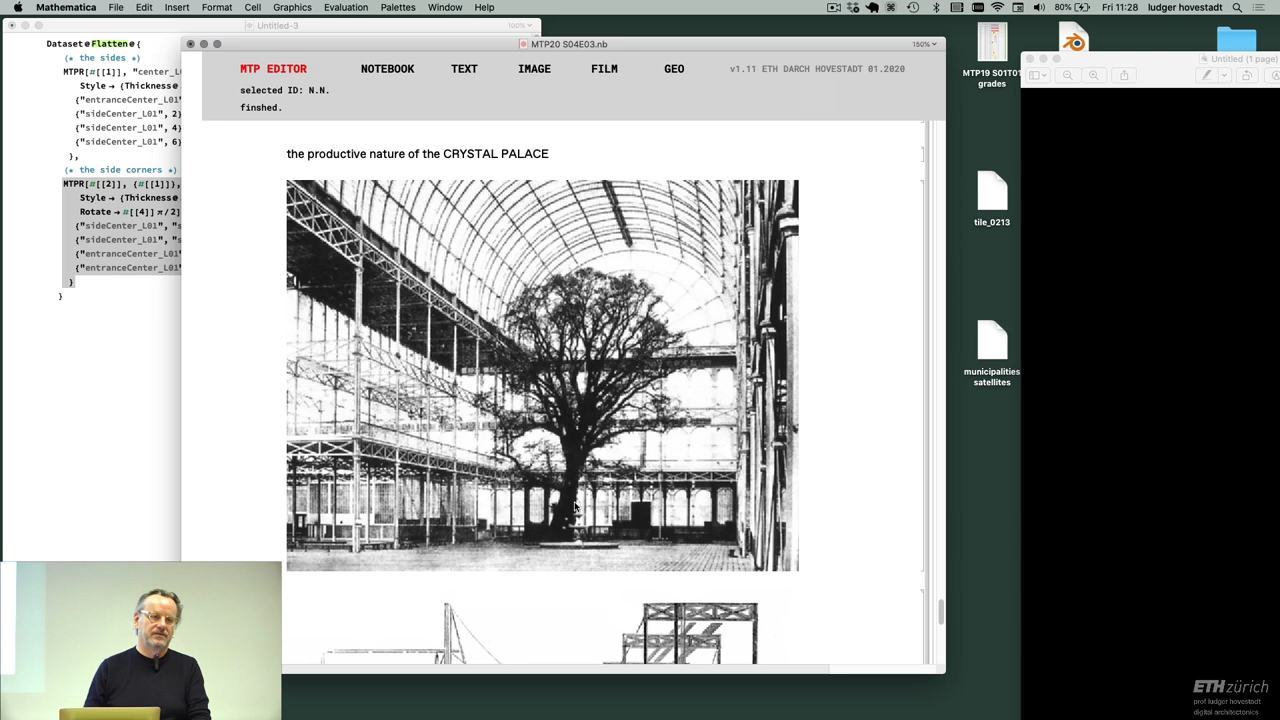 Mathematica File Edit Insert Format Cell Graphics Evaluation Palettes Window Help 80% Fri 11:28 ludger hovestadt
Untitled-3 100%
Dataset@Flatten@{
(* the sides *)
MTPR[#[[1]], "center_L0
Style → {Thickness@
{"entranceCenter_L01"
{"sideCenter_L01", 2}
{"sideCenter_L01", 4}
{"sideCenter_L01", 6}
},
(* the side corners *)
MTPR[#[[2]], {#[[1]]},
Style → {Thickness@
Rotate → #[[4]] π/2]
{"sideCenter_L01", "s
{"sideCenter_L01", "s
{"entranceCenter_L01"
{"entranceCenter_L01"
}
}
MTP20 S04E03.nb 150%
MTP EDITOR NOTEBOOK TEXT IMAGE FILM GEO v1.11 ETH DARCH HOVESTADT 01.2020
selected ID: N.N.
finshed.
the productive nature of the CRYSTAL PALACE
MTP19 S01T01
grades
tile_0213
municipalities
satellites
Untitled (1 page)
ETH zürich
prof ludger hovestadt
digital architectonics